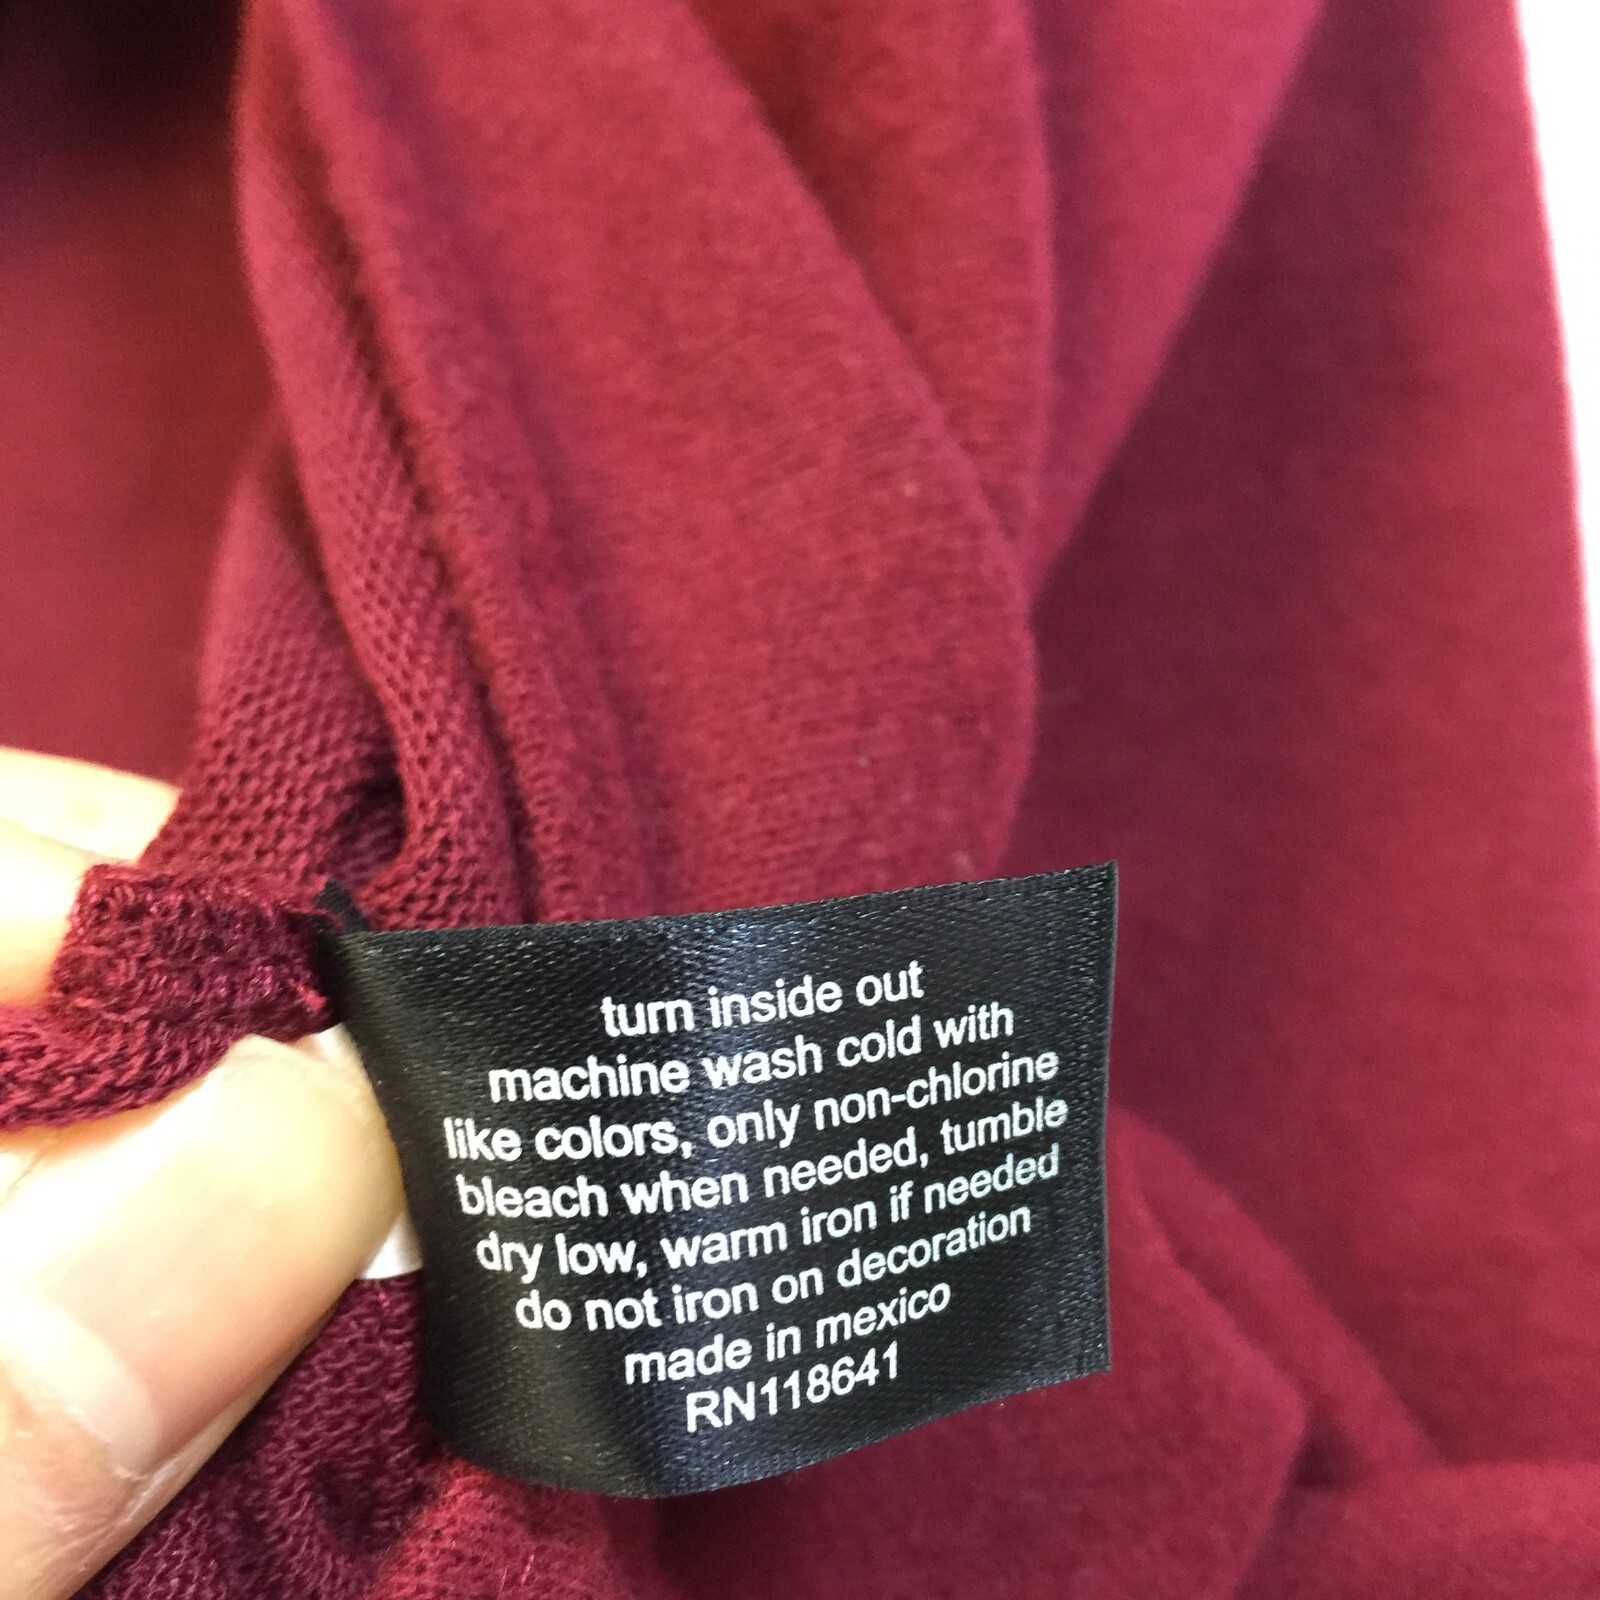 turn inside out
machine wash cold with
like colors, only non-chlorine
bleach when needed, tumble
dry low, warm iron if needed
do not iron on decoration
made in mexico
RN118641